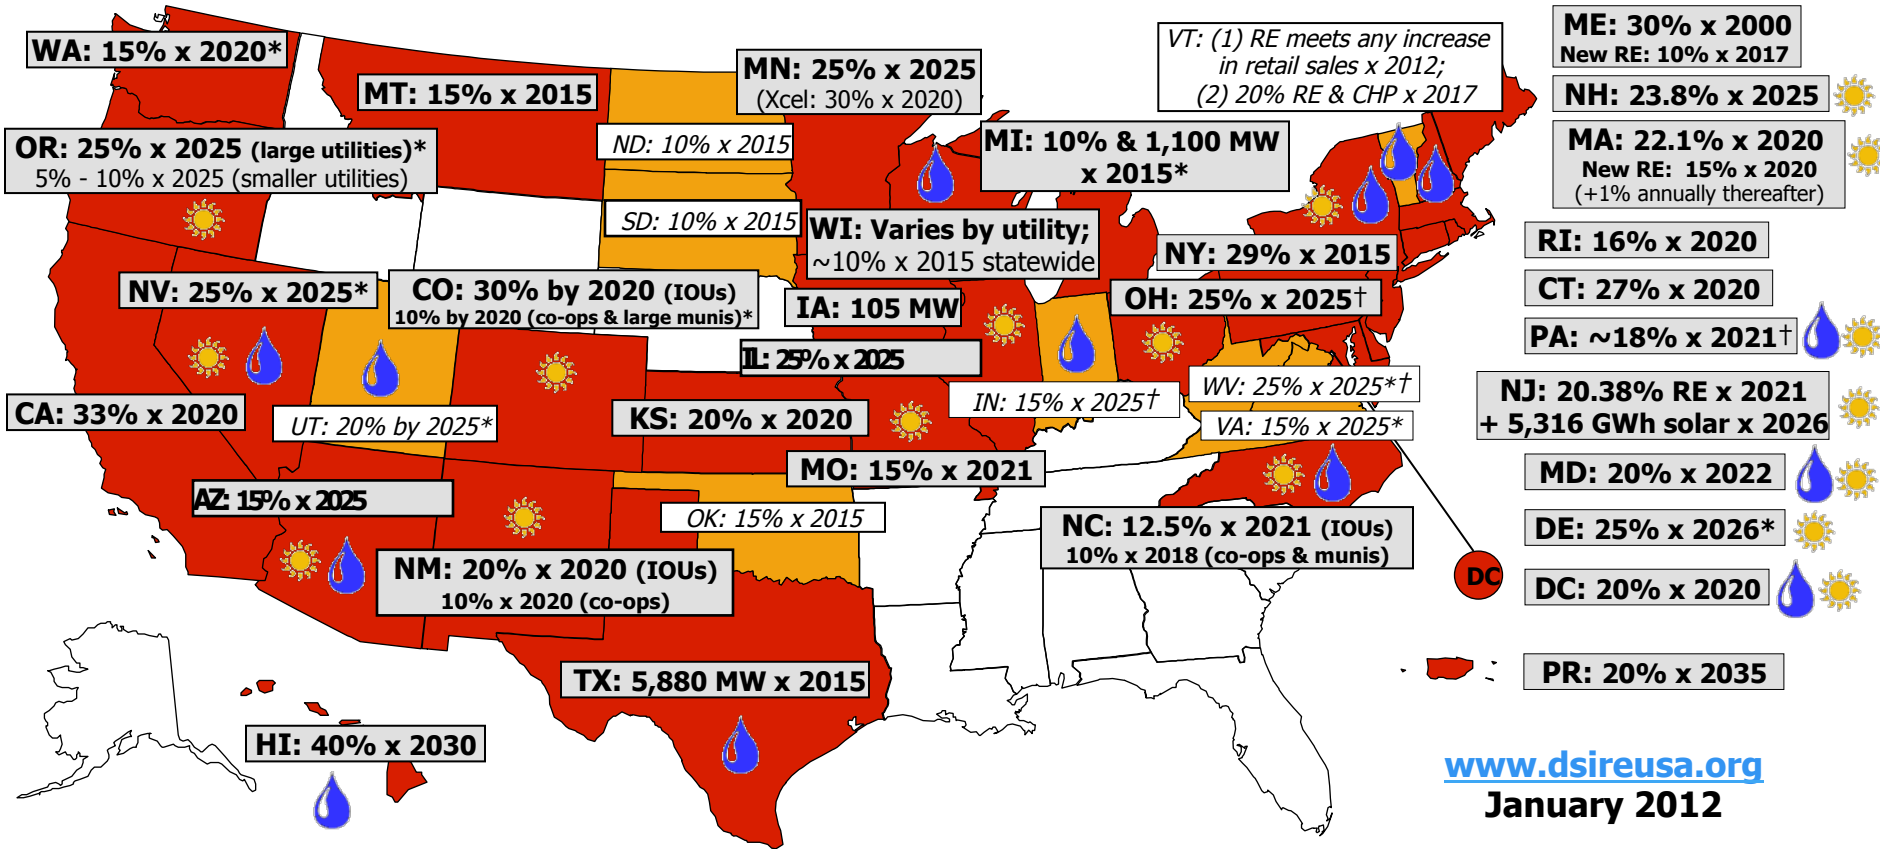 WA: 15% x 2020*
MT: 15% x 2015
MN: 25% x 2025
(Xcel: 30% x 2020)
VT: (1) RE meets any increase
in retail sales x 2012;
(2) 20% RE & CHP x 2017
ME: 30% x 2000
New RE: 10% x 2017
NH: 23.8% x 2025
OR: 25% x 2025 (large utilities)*
5% - 10% x 2025 (smaller utilities)
ND: 10% x 2015
MI: 10% & 1,100 MW
x 2015*
MA: 22.1% x 2020
New RE: 15% x 2020
(+1% annually thereafter)
SD: 10% x 2015
WI: Varies by utility;
~10% x 2015 statewide
NY: 29% x 2015
RI: 16% x 2020
NV: 25% x 2025*
CO: 30% by 2020 (IOUs)
10% by 2020 (co-ops & large munis)*
IA: 105 MW
OH: 25% x 2025†
CT: 27% x 2020
IL: 25% x 2025
PA: ~18% x 2021†
CA: 33% x 2020
UT: 20% by 2025*
KS: 20% x 2020
IN: 15% x 2025†
WV: 25% x 2025*†
VA: 15% x 2025*
NJ: 20.38% RE x 2021
+ 5,316 GWh solar x 2026
MO: 15% x 2021
MD: 20% x 2022
AZ: 15% x 2025
OK: 15% x 2015
NC: 12.5% x 2021 (IOUs)
10% x 2018 (co-ops & munis)
DE: 25% x 2026*
NM: 20% x 2020 (IOUs)
10% x 2020 (co-ops)
DC
DC: 20% x 2020
TX: 5,880 MW x 2015
PR: 20% x 2035
HI: 40% x 2030
www.dsireusa.org
January 2012